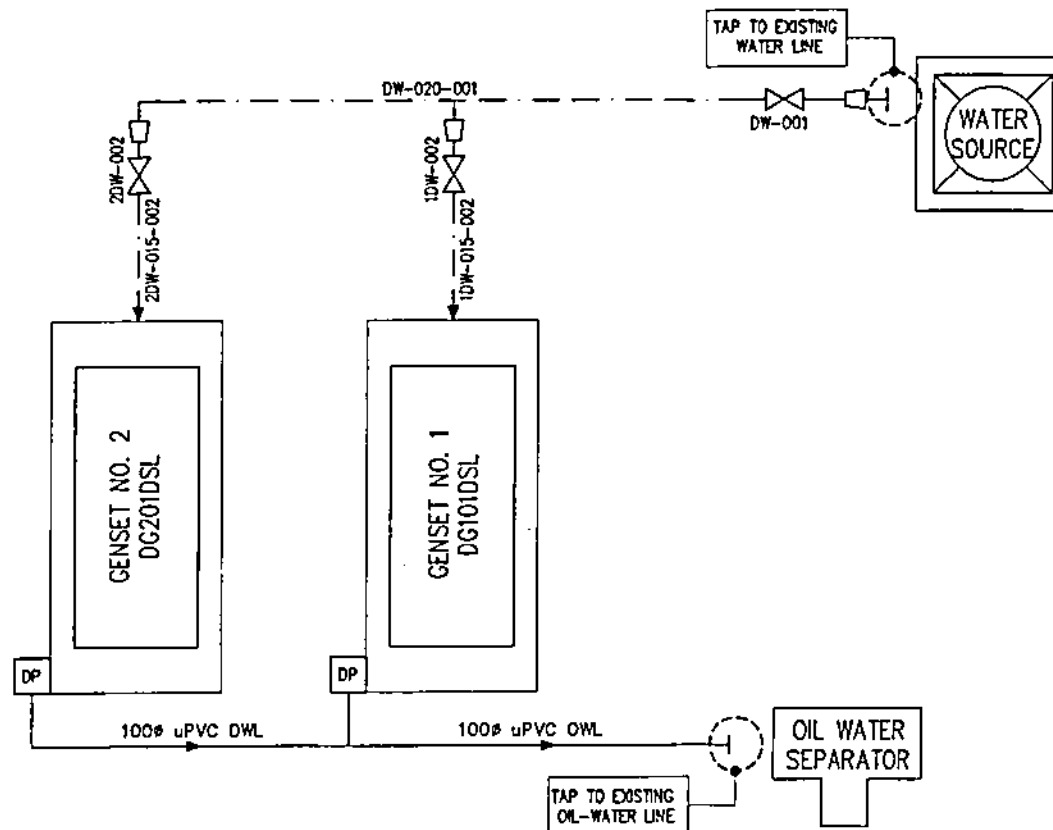 TAP TO EXISTING
WATER LINE
DW-020-001
DW-001
WATER
SOURCE
2DW-002
1DW-002
2DW-015-002
1DW-015-002
GENSET NO. 2
DG201DSL
GENSET NO. 1
DG101DSL
DP
DP
100ø uPVC OWL
100ø uPVC OWL
OIL WATER
SEPARATOR
TAP TO EXISTING
OIL-WATER LINE